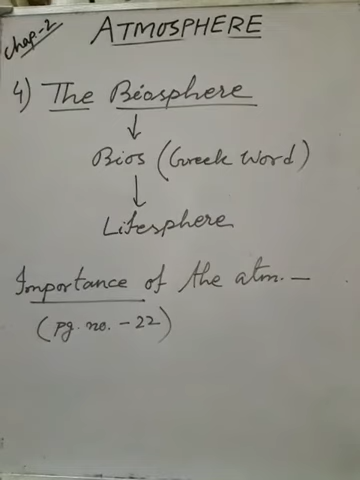 Chap-2
ATMOSPHERE
4) The Biosphere
Bios (Greek Word)
Lifesphere
Importance of the atm. —
(pg. no. - 22)